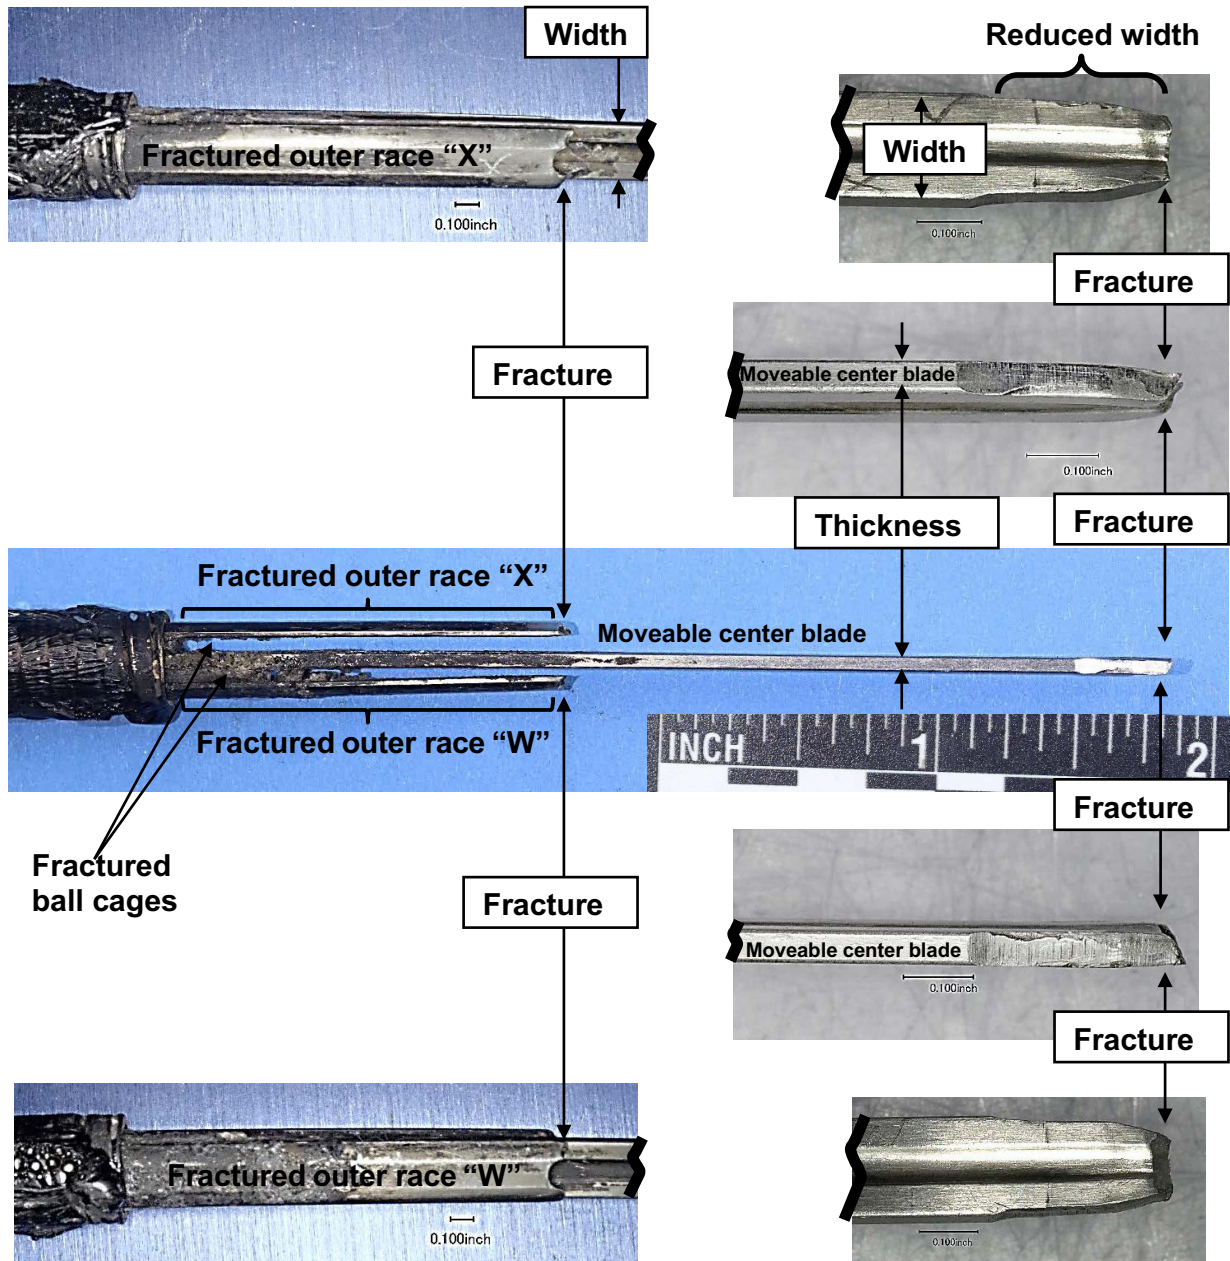 Width
Reduced width
Fractured outer race “X”
Width
0.100inch
0.100inch
Fracture
Moveable center blade
Fracture
0.100inch
Thickness
Fracture
Fractured outer race “X”
Moveable center blade
Fractured outer race “W”
INCH
1
2
Fracture
Fractured
ball cages
Fracture
Moveable center blade
0.100inch
Fracture
Fractured outer race “W”
0.100inch
0.100inch